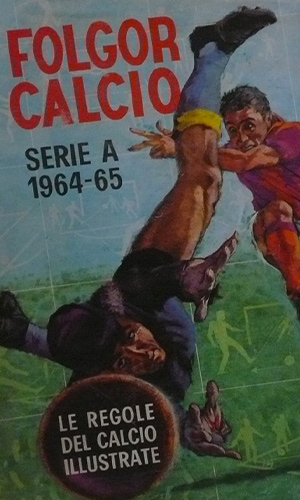 FOLGOR
CALCIO
SERIE A
1964-65
LE REGOLE
DEL CALCIO
ILLUSTRATE